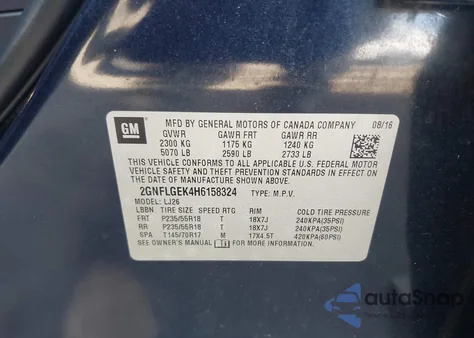 GM
MFD BY GENERAL MOTORS OF CANADA COMPANY 08/16
GVWR GAWR FRT GAWR RR
2300 KG 1175 KG 1240 KG
5070 LB 2590 LB 2733 LB
THIS VEHICLE CONFORMS TO ALL APPLICABLE U.S. FEDERAL MOTOR
VEHICLE SAFETY, BUMPER, AND THEFT PREVENTION STANDARDS
IN EFFECT ON THE DATE OF MANUFACTURE SHOWN ABOVE.
2GNFLGEK4H6158324 TYPE: M.P.V.
MODEL: LJ26
LBBN TIRE SIZE SPEED RTG RIM COLD TIRE PRESSURE
FRT P235/55R18 T 18X7J 240KPA(35PSI)
RR P235/55R18 T 18X7J 240KPA(35PSI)
SPA T145/70R17 M 17X4.5T 420KPA(60PSI)
SEE OWNER'S MANUAL FOR MORE INFORMATION.
autaSnap